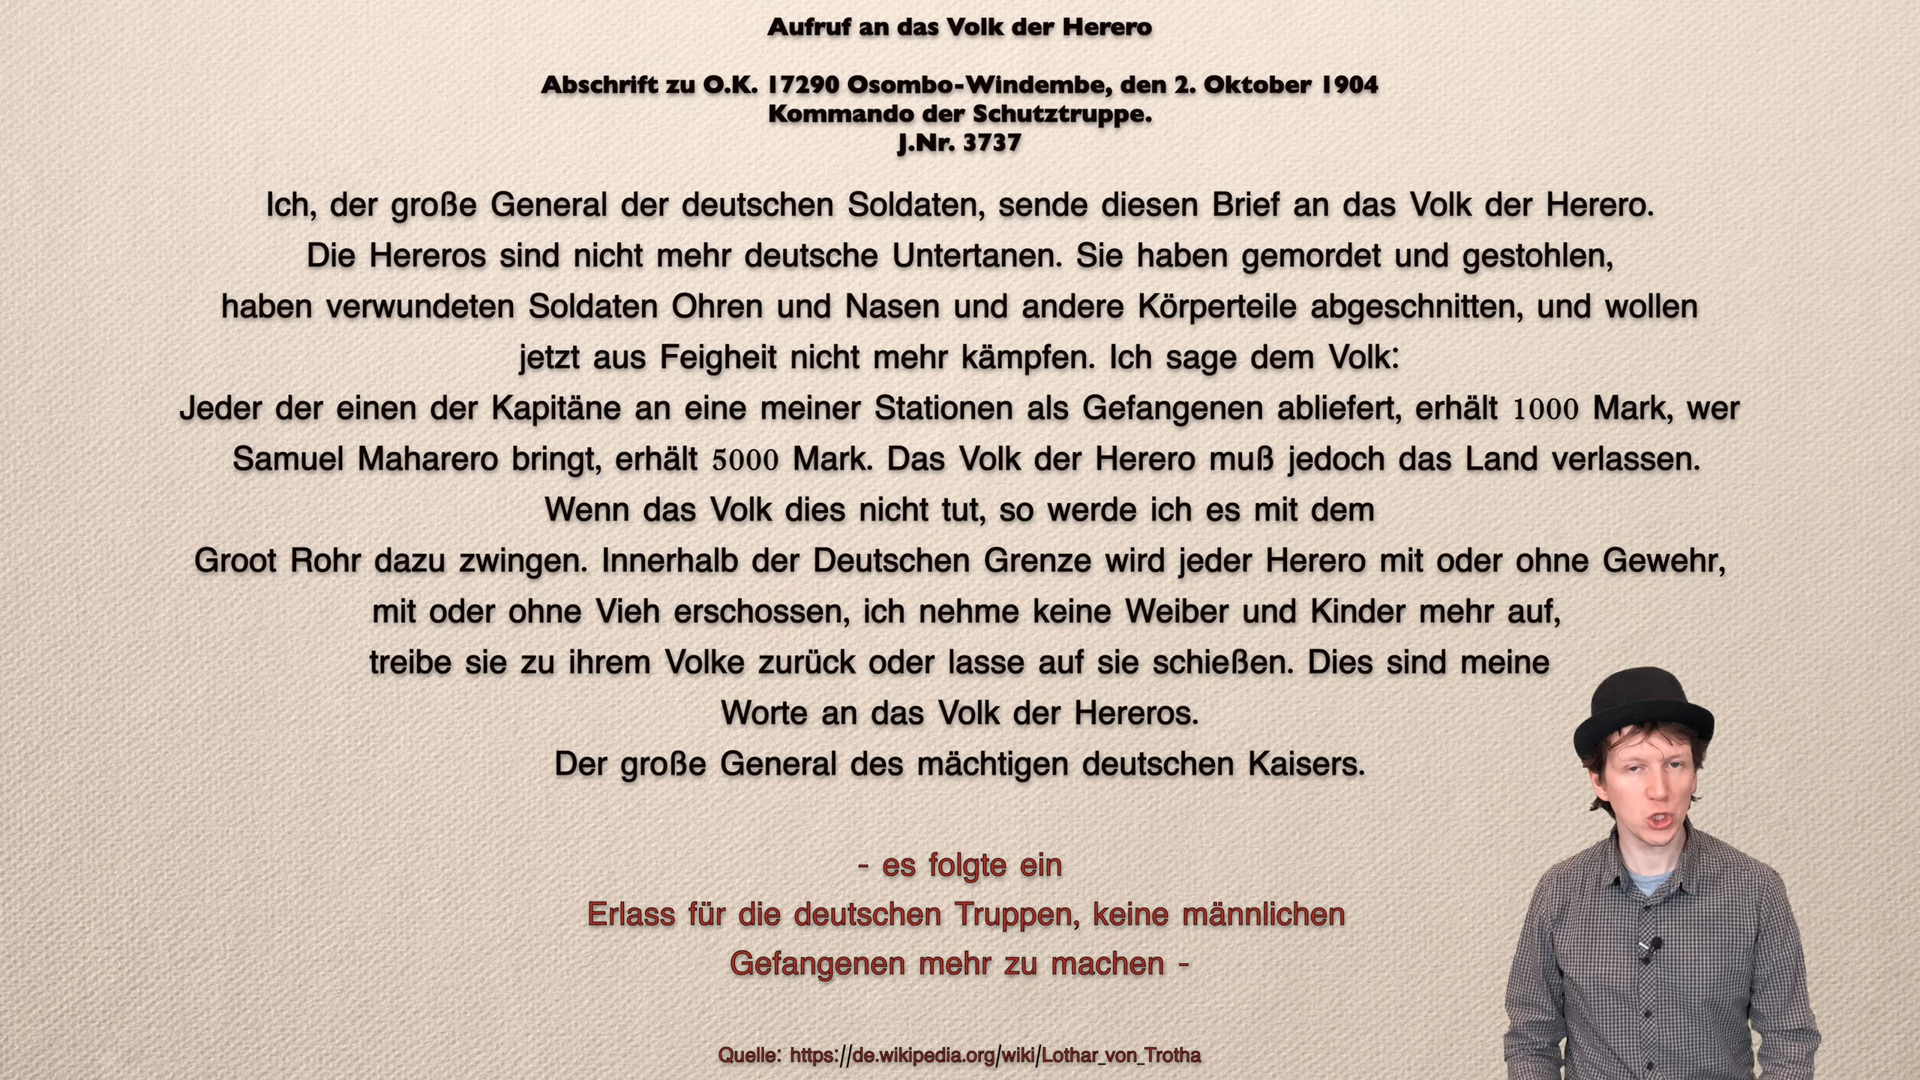 Aufruf an das Volk der Herero
Abschrift zu O.K. 17290 Osombo-Windembe, den 2. Oktober 1904
Kommando der Schutztruppe.
J.Nr. 3737
Ich, der große General der deutschen Soldaten, sende diesen Brief an das Volk der Herero.
Die Hereros sind nicht mehr deutsche Untertanen. Sie haben gemordet und gestohlen,
haben verwundeten Soldaten Ohren und Nasen und andere Körperteile abgeschnitten, und wollen
jetzt aus Feigheit nicht mehr kämpfen. Ich sage dem Volk:
Jeder der einen der Kapitäne an eine meiner Stationen als Gefangenen abliefert, erhält 1000 Mark, wer
Samuel Maharero bringt, erhält 5000 Mark. Das Volk der Herero muß jedoch das Land verlassen.
Wenn das Volk dies nicht tut, so werde ich es mit dem
Groot Rohr dazu zwingen. Innerhalb der Deutschen Grenze wird jeder Herero mit oder ohne Gewehr,
mit oder ohne Vieh erschossen, ich nehme keine Weiber und Kinder mehr auf,
treibe sie zu ihrem Volke zurück oder lasse auf sie schießen. Dies sind meine
Worte an das Volk der Hereros.
Der große General des mächtigen deutschen Kaisers.
- es folgte ein
Erlass für die deutschen Truppen, keine männlichen
Gefangenen mehr zu machen -
Quelle: https://de.wikipedia.org/wiki/Lothar_von_Trotha